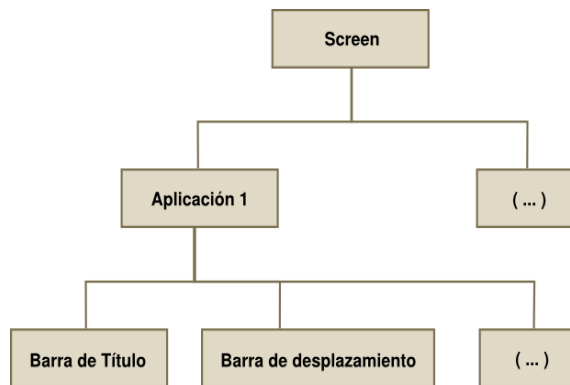 Screen
Aplicación 1
( ... )
Barra de Título
Barra de desplazamiento
( ... )